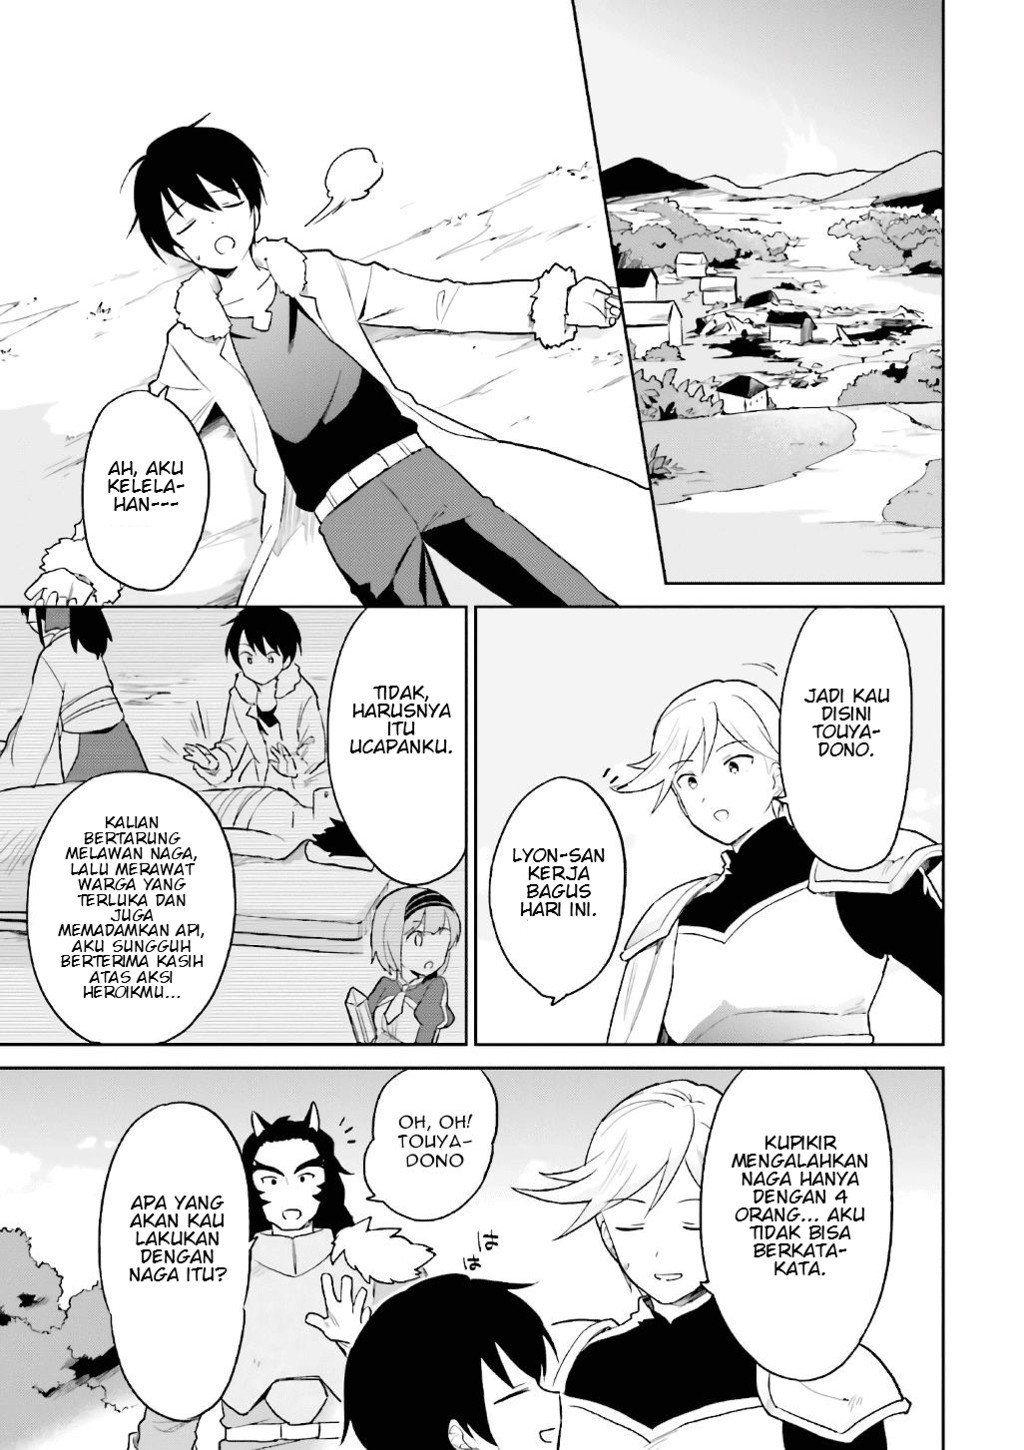 AH, AKU
KELELA-
HAN---
JADI KAU
DISINI
TOUYA-
DONO.
LYON-SAN
KERJA
BAGUS
HARI INI.
TIDAK,
HARUSNYA
ITU
UCAPANKU.
KALIAN
BERTARUNG
MELAWAN NAGA,
LALU MERAWAT
WARGA YANG
TERLUKA DAN
JUGA
MEMADAMKAN API,
AKU SUNGGUH
BERTERIMA KASIH
ATAS AKSI
HEROIKMU...
KUPIKIR
MENGALAHKAN
NAGA HANYA
DENGAN 4
ORANG... AKU
TIDAK BISA
BERKATA-
KATA.
はは
OH, OH!
TOUYA-
DONO
APA YANG
AKAN KAU
LAKUKAN
DENGAN
NAGA ITU?